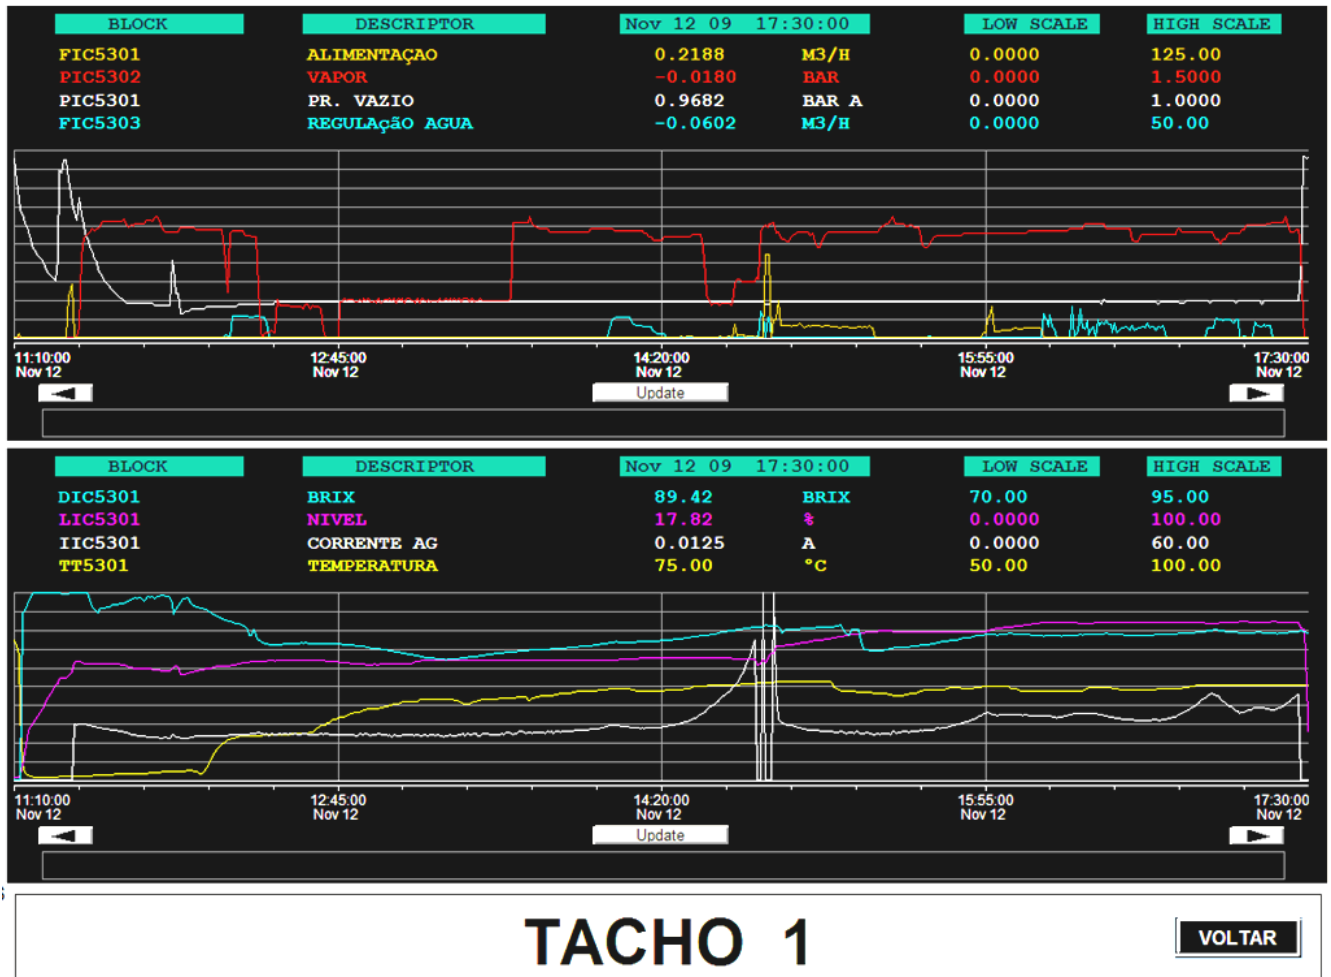 BLOCK DESCRIPTOR Nov 12 09 17:30:00 LOW SCALE HIGH SCALE
FIC5301 ALIMENTAÇAO 0.2188 M3/H 0.0000 125.00
PIC5302 VAPOR -0.0180 BAR 0.0000 1.5000
PIC5301 PR. VAZIO 0.9682 BAR A 0.0000 1.0000
FIC5303 REGULAçãO AGUA -0.0602 M3/H 0.0000 50.00
11:10:00 12:45:00 14:20:00 15:55:00 17:30:00
Nov 12 Nov 12 Nov 12 Nov 12 Nov 12
Update
BLOCK DESCRIPTOR Nov 12 09 17:30:00 LOW SCALE HIGH SCALE
DIC5301 BRIX 89.42 BRIX 70.00 95.00
LIC5301 NIVEL 17.82 % 0.0000 100.00
IIC5301 CORRENTE AG 0.0125 A 0.0000 60.00
TT5301 TEMPERATURA 75.00 °C 50.00 100.00
11:10:00 12:45:00 14:20:00 15:55:00 17:30:00
Nov 12 Nov 12 Nov 12 Nov 12 Nov 12
Update
TACHO 1
VOLTAR